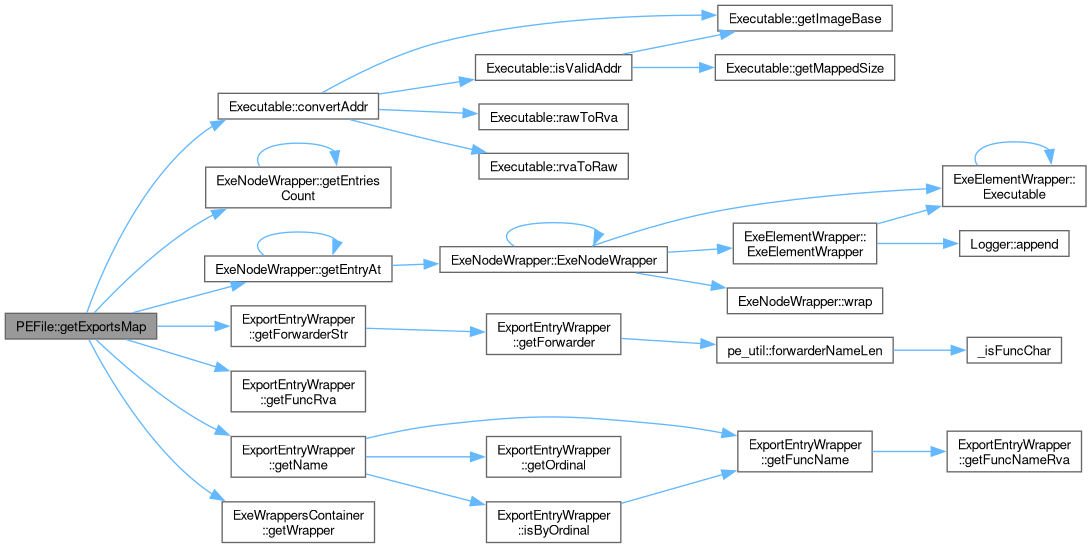 PEFile::getExportsMap
Executable::convertAddr
Executable::isValidAddr
Executable::getImageBase
Executable::getMappedSize
Executable::rawToRva
Executable::rvaToRaw
ExeNodeWrapper::getEntries
Count
ExeNodeWrapper::getEntryAt
ExeNodeWrapper::ExeNodeWrapper
ExeElementWrapper::
Executable
ExeElementWrapper::
ExeElementWrapper
Logger::append
ExeNodeWrapper::wrap
ExportEntryWrapper
::getForwarderStr
ExportEntryWrapper
::getForwarder
pe_util::forwarderNameLen
_isFuncChar
ExportEntryWrapper
::getFuncRva
ExportEntryWrapper
::getName
ExportEntryWrapper
::getOrdinal
ExportEntryWrapper
::isByOrdinal
ExportEntryWrapper
::getFuncName
ExportEntryWrapper
::getFuncNameRva
ExeWrappersContainer
::getWrapper